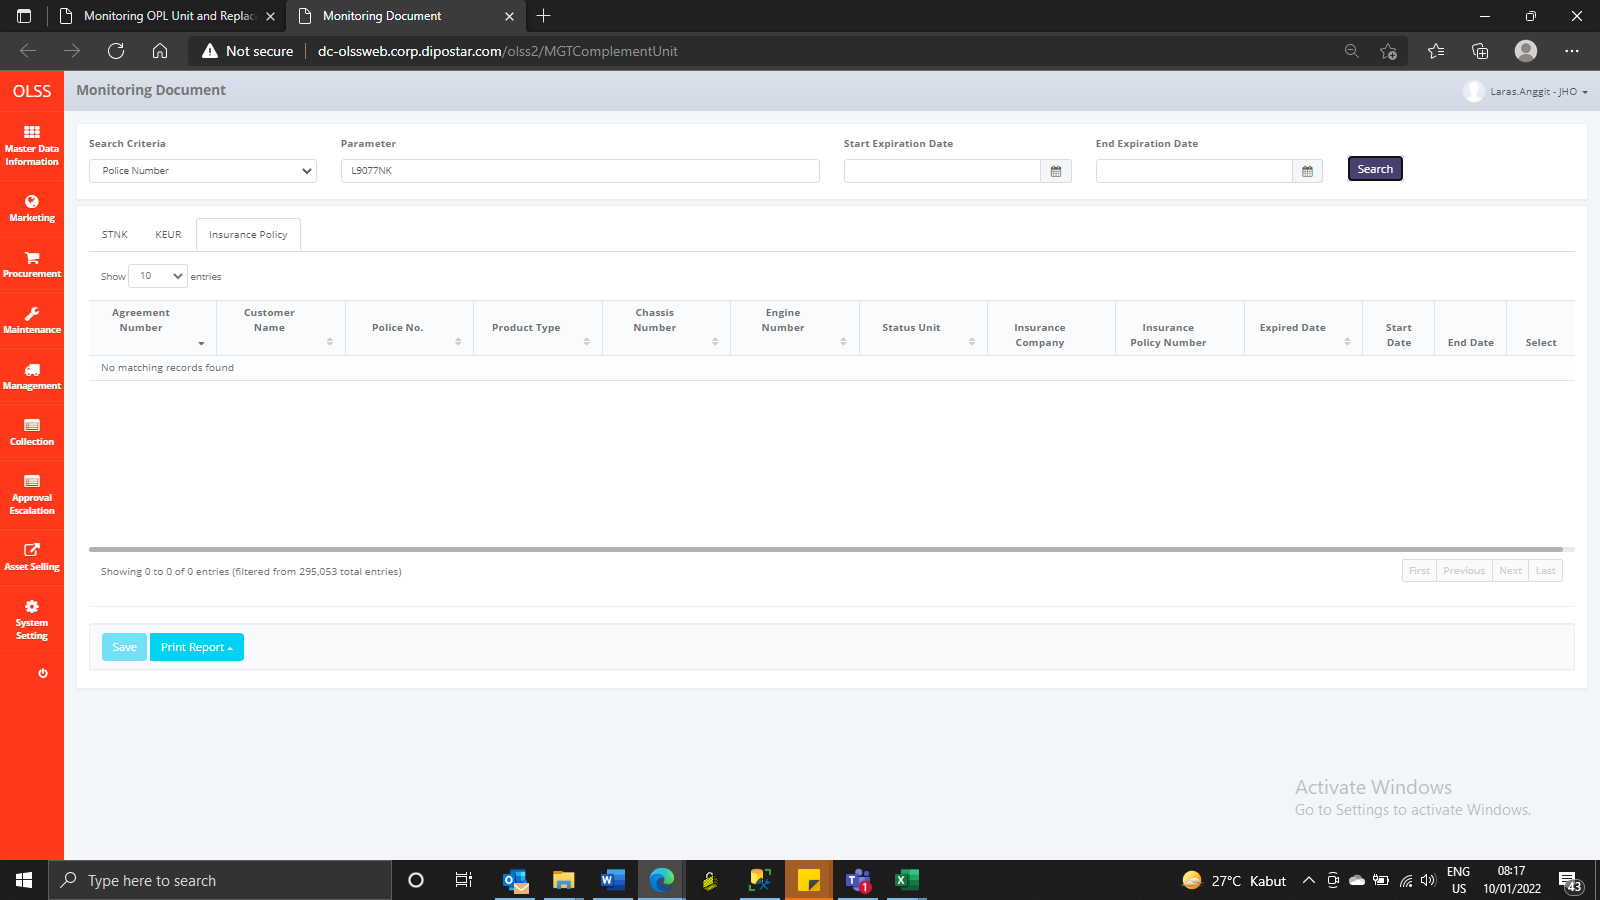 Monitoring OPL Unit and Replac
Monitoring Document
Not secure
dc-olssweb.corp.dipostar.com/olss2/MGTComplementUnit
OLSS
Monitoring Document
Laras.Anggit - JHO
Master Data
Information
Marketing
Procurement
Maintenance
Management
Collection
Approval
Escalation
Asset Selling
System
Setting
Search Criteria
Parameter
Start Expiration Date
End Expiration Date
Police Number
L9077NK
Search
STNK
KEUR
Insurance Policy
Show 10 entries
Agreement
Number
Customer
Name
Police No.
Product Type
Chassis
Number
Engine
Number
Status Unit
Insurance
Company
Insurance
Policy Number
Expired Date
Start
Date
End Date
Select
No matching records found
Showing 0 to 0 of 0 entries (filtered from 295,053 total entries)
First
Previous
Next
Last
Save
Print Report
Activate Windows
Go to Settings to activate Windows.
Type here to search
1
27°C Kabut
ENG
US
08:17
10/01/2022
43